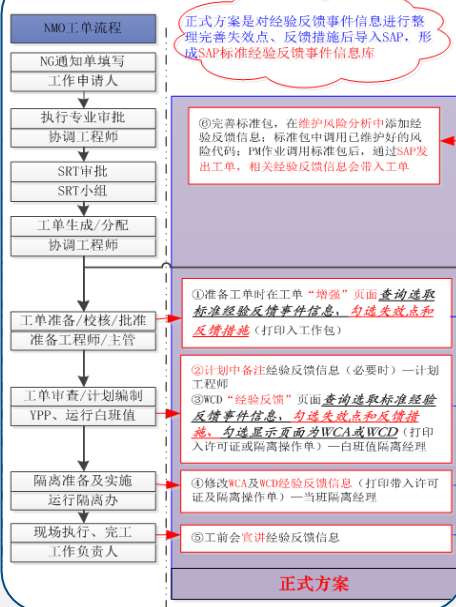 NMO工单流程
正式方案是对经验反馈事件信息进行整
理完善失效点、反馈措施后导入SAP，形
成SAP标准经验反馈事件信息库
NG通知单填写
工作申请人
执行专业审批
协调工程师
SRT审批
SRT小组
工单生成/分配
协调工程师
⑥完善标准包，在维护风险分析中添加经
验反馈信息；标准包中调用已维护好的风
险代码；PM作业调用标准包后，通过SAP发
出工单，相关经验反馈信息会带入工单
工单准备/校核/批准
准备工程师/主管
①准备工单时在工单“增强”页面查询选取
标准经验反馈事件信息、勾选失效点和
反馈措施（打印入工作包）
工单审查/计划编制
YPP、运行白班值
②计划中备注经验反馈信息（必要时）—计划
工程师
③WCD“经验反馈”页面查询选取标准经验
反馈事件信息、勾选失效点和反馈措
施、勾选显示页面为WCA或WCD（打印
入许可证或隔离操作单）—白班值隔离经理
隔离准备及实施
运行隔离办
④修改WCA及WCD经验反馈信息（打印带入许可
证及隔离操作单）—当班隔离经理
现场执行、完工
工作负责人
⑤工前会宣讲经验反馈信息
正式方案